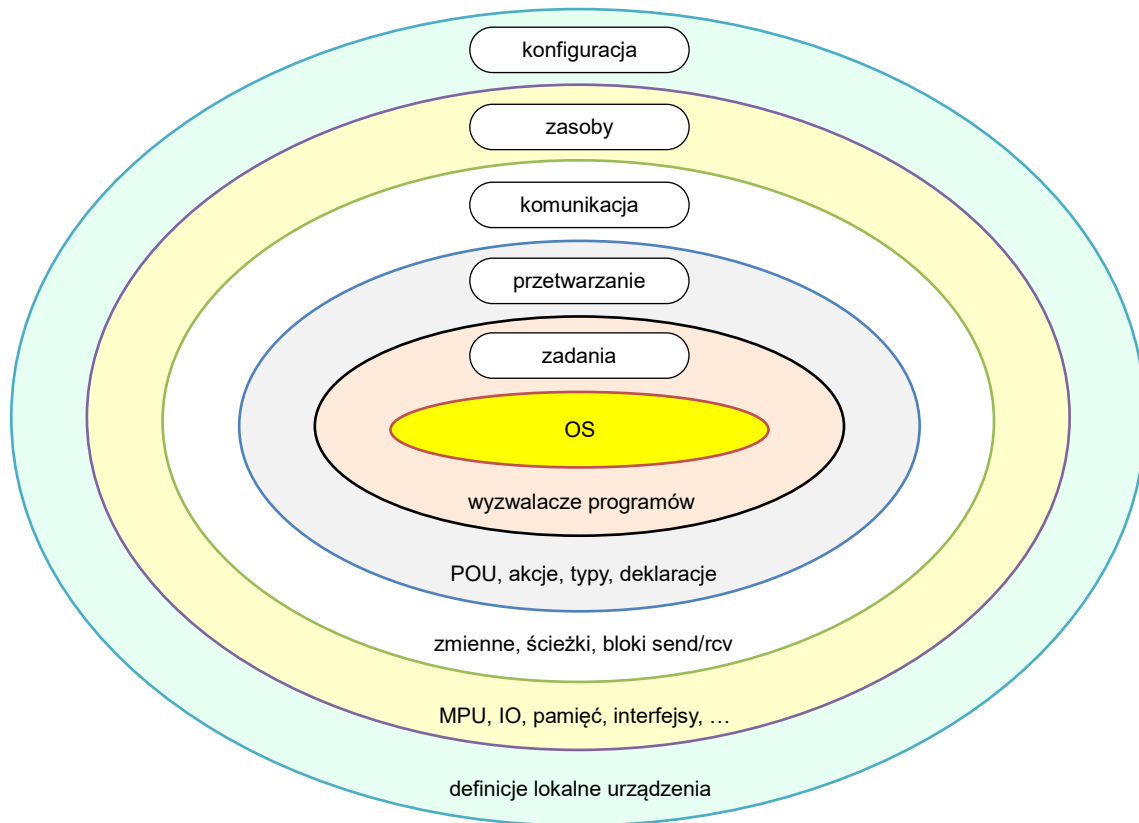 konfiguracja
zasoby
komunikacja
przetwarzanie
zadania
OS
wyzwalacze programów
POU, akcje, typy, deklaracje
zmienne, ścieżki, bloki send/rcv
MPU, IO, pamięć, interfejsy, …
definicje lokalne urządzenia